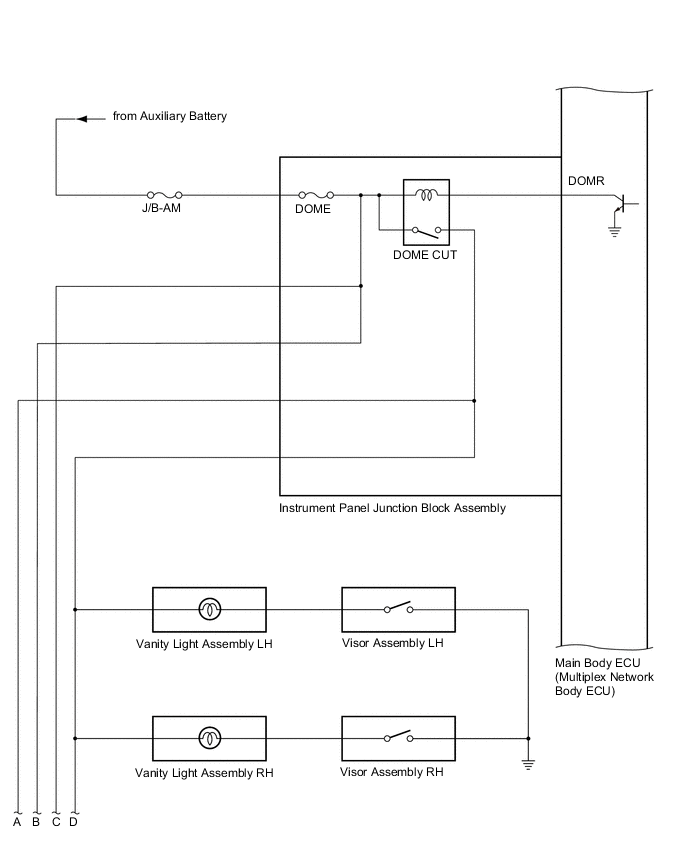 from Auxiliary Battery
DOMR
J/B-AM
DOME
DOME CUT
Instrument Panel Junction Block Assembly
Vanity Light Assembly LH
Visor Assembly LH
Main Body ECU
(Multiplex Network
Body ECU)
Vanity Light Assembly RH
Visor Assembly RH
A B C D